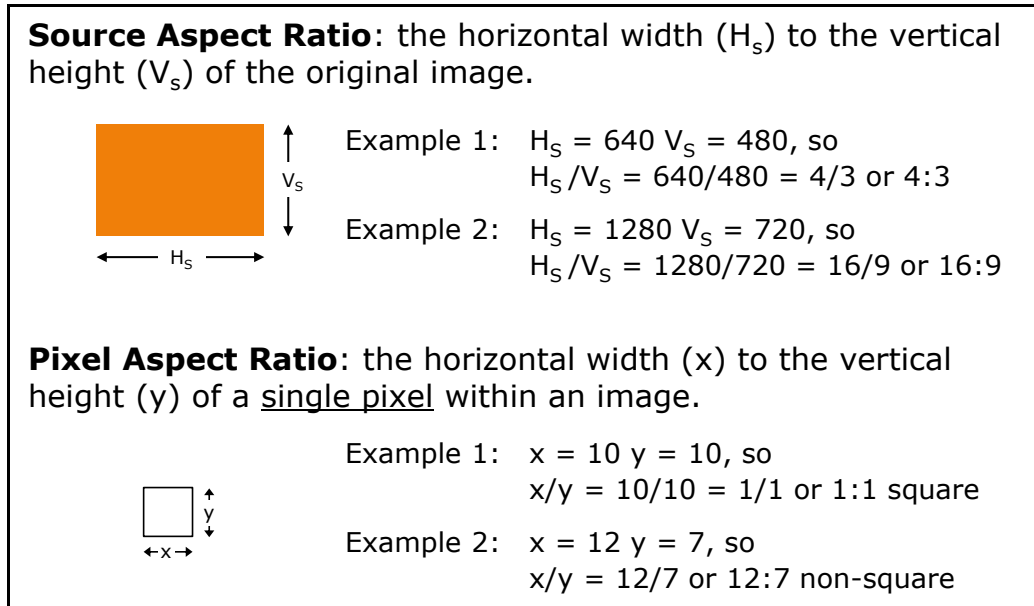 Source Aspect Ratio: the horizontal width (Hs) to the vertical
height (Vs) of the original image.
Example 1: HS = 640 VS = 480, so
HS/VS = 640/480 = 4/3 or 4:3
VS
Example 2: HS = 1280 VS = 720, so
HS/VS = 1280/720 = 16/9 or 16:9
HS
Pixel Aspect Ratio: the horizontal width (x) to the vertical
height (y) of a single pixel within an image.
Example 1: x = 10 y = 10, so
x/y = 10/10 = 1/1 or 1:1 square
y
x
Example 2: x = 12 y = 7, so
x/y = 12/7 or 12:7 non-square